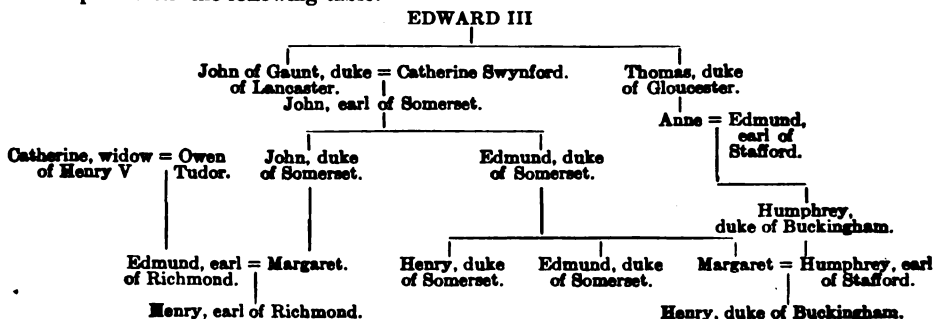 EDWARD III
John of Gaunt, duke = Catherine Swynford. Thomas, duke
of Lancaster. of Gloucester.
John, earl of Somerset.
Anne = Edmund,
earl of
Stafford.
Catherine, widow = Owen John, duke Edmund, duke
of Henry V Tudor. of Somerset. of Somerset.
Humphrey,
duke of Buckingham.
Edmund, earl = Margaret. Henry, duke Edmund, duke Margaret = Humphrey, earl
of Richmond. of Somerset. of Somerset. of Stafford.
Henry, earl of Richmond. Henry, duke of Buckingham.